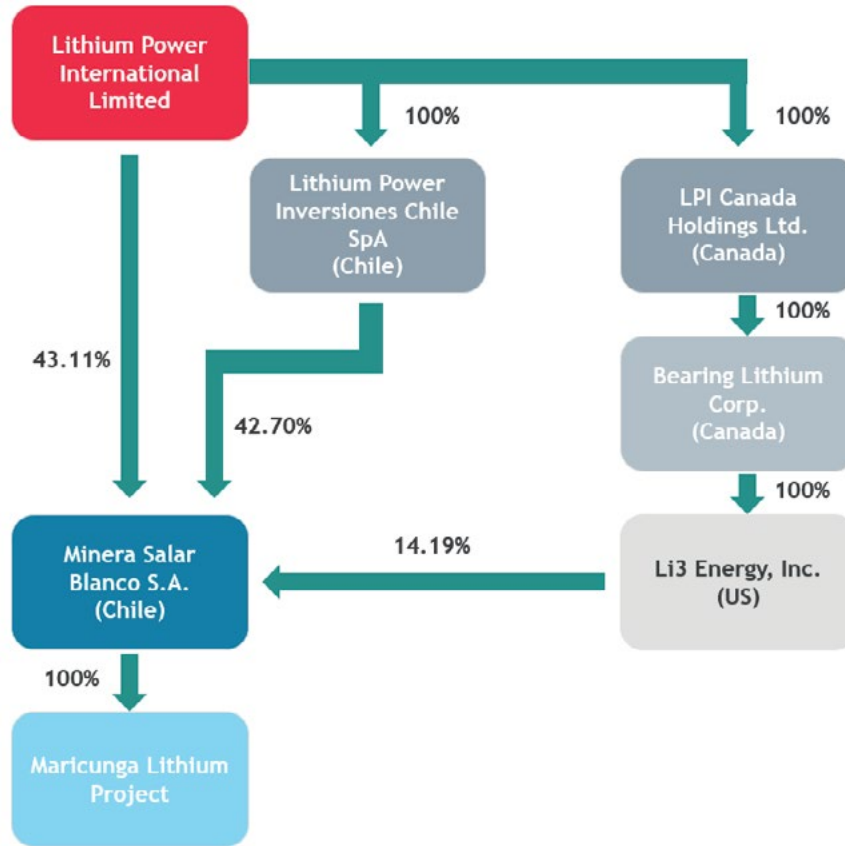 Lithium Power
International
Limited
100%
100%
Lithium Power
Inversiones Chile
SpA
(Chile)
LPI Canada
Holdings Ltd.
(Canada)
100%
43.11%
Bearing Lithium
Corp.
(Canada)
42.70%
100%
Minera Salar
Blanco S.A.
(Chile)
14.19%
Li3 Energy, Inc.
(US)
100%
Maricunga Lithium
Project